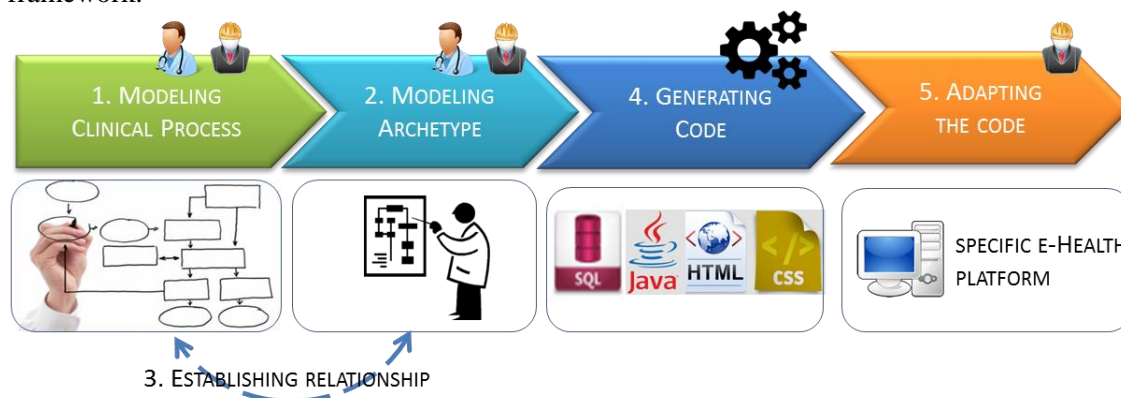 framework.
1. MODELING
CLINICAL PROCESS
2. MODELING
ARCHETYPE
4. GENERATING
CODE
5. ADAPTING
THE CODE
SQL
Java
HTML
CSS
SPECIFIC E-HEALTH
PLATFORM
3. ESTABLISHING RELATIONSHIP